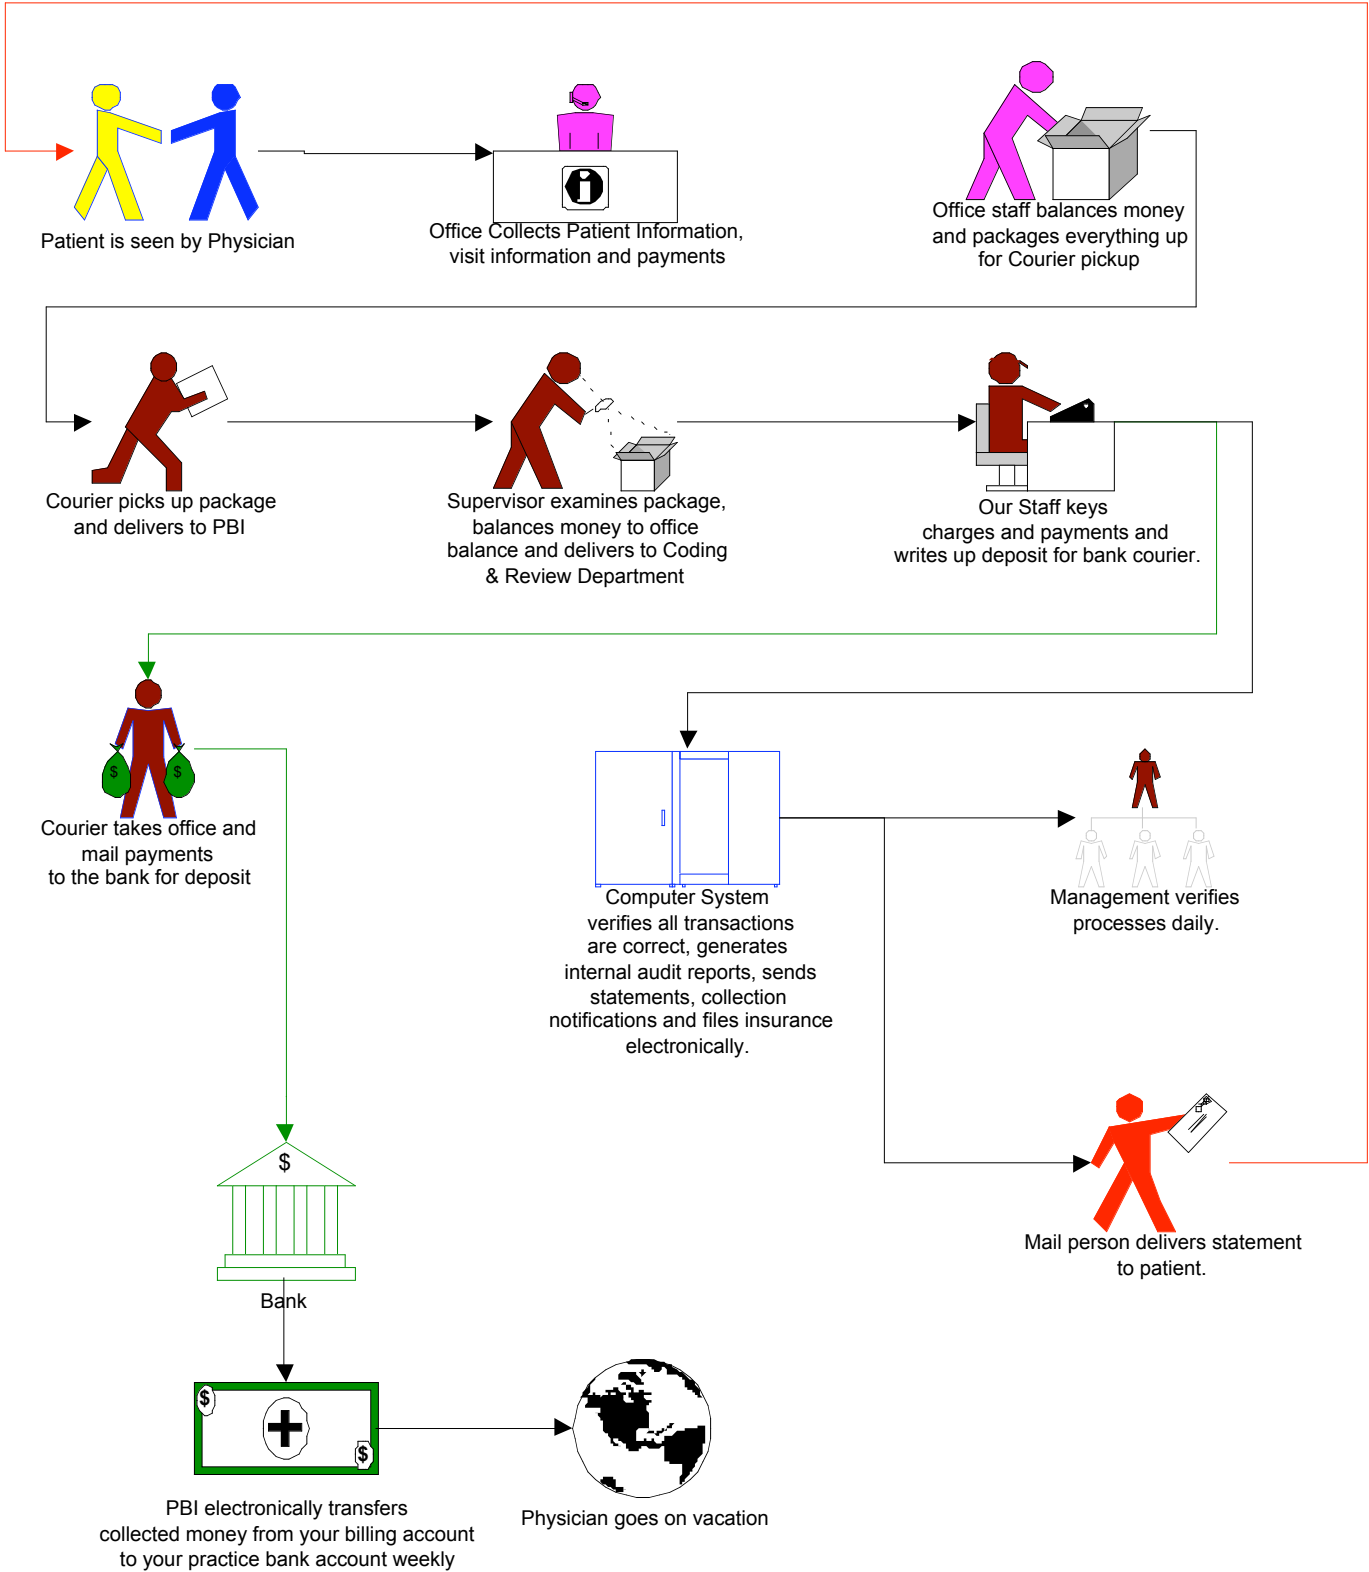 Patient is seen by Physician
Office Collects Patient Information,
visit information and payments
Office staff balances money
and packages everything up
for Courier pickup
Courier picks up package
and delivers to PBI
Supervisor examines package,
balances money to office
balance and delivers to Coding
& Review Department
Our Staff keys
charges and payments and
writes up deposit for bank courier.
$ $
Courier takes office and
mail payments
to the bank for deposit
Computer System
verifies all transactions
are correct, generates
internal audit reports, sends
statements, collection
notifications and files insurance
electronically.
Management verifies
processes daily.
$
Bank
Mail person delivers statement
to patient.
$
$
PBI electronically transfers
collected money from your billing account
to your practice bank account weekly
Physician goes on vacation